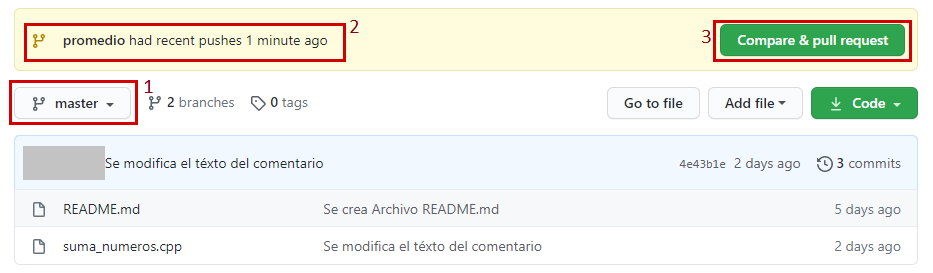 2
promedio had recent pushes 1 minute ago
3
Compare & pull request
1
master
2 branches
0 tags
Go to file
Add file
Code
Se modifica el téxto del comentario
4e43b1e 2 days ago
3 commits
README.md
Se crea Archivo README.md
5 days ago
suma_numeros.cpp
Se modifica el téxto del comentario
2 days ago